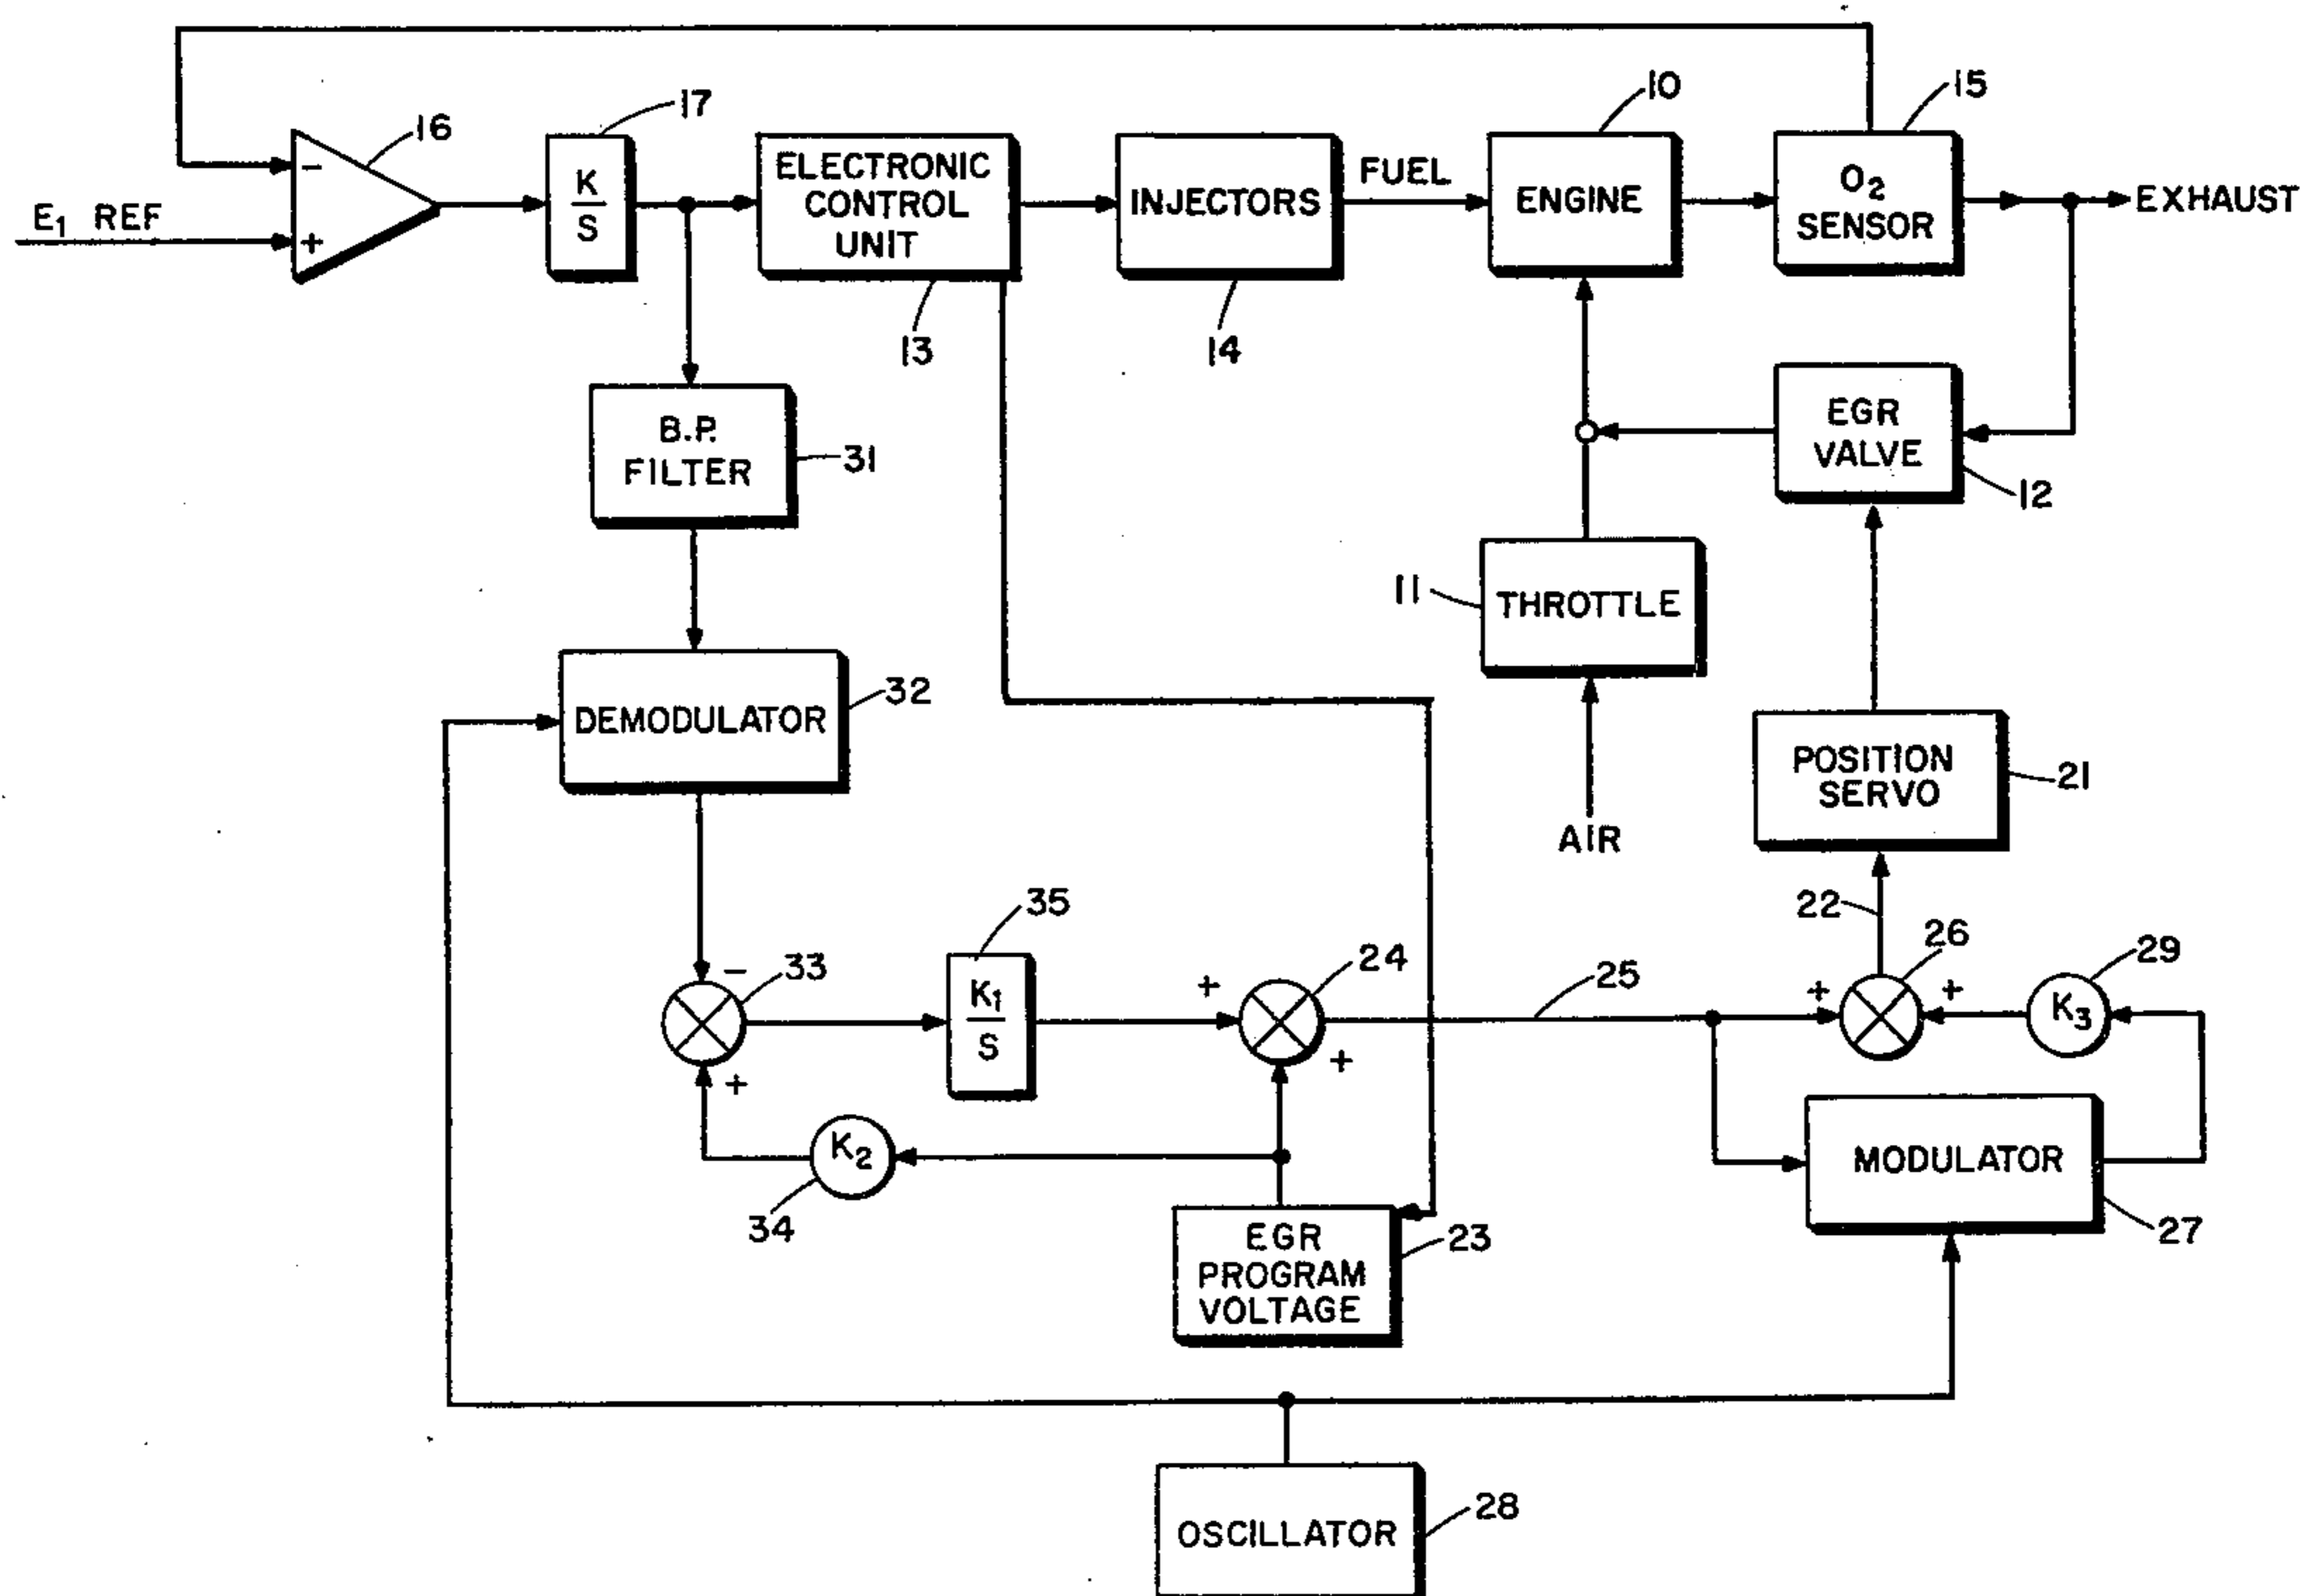 10
15
17
16
K
S
ELECTRONIC
CONTROL
UNIT
INJECTORS
FUEL
ENGINE
O2
SENSOR
EXHAUST
−
+
E1 REF
13
14
B.P.
FILTER
31
EGR
VALVE
12
11
THROTTLE
AIR
DEMODULATOR
32
POSITION
SERVO
21
22
26
29
−
33
35
K1
S
+
24
+
25
+
+
K3
+
K2
34
MODULATOR
27
EGR
PROGRAM
VOLTAGE
23
OSCILLATOR
28